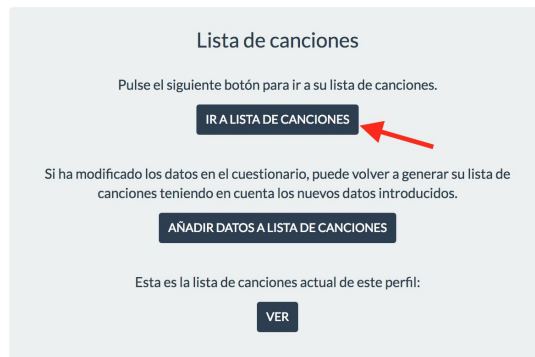 Lista de canciones
Pulse el siguiente botón para ir a su lista de canciones.
IR A LISTA DE CANCIONES
Si ha modificado los datos en el cuestionario, puede volver a generar su lista de
canciones teniendo en cuenta los nuevos datos introducidos.
AÑADIR DATOS A LISTA DE CANCIONES
Esta es la lista de canciones actual de este perfil:
VER